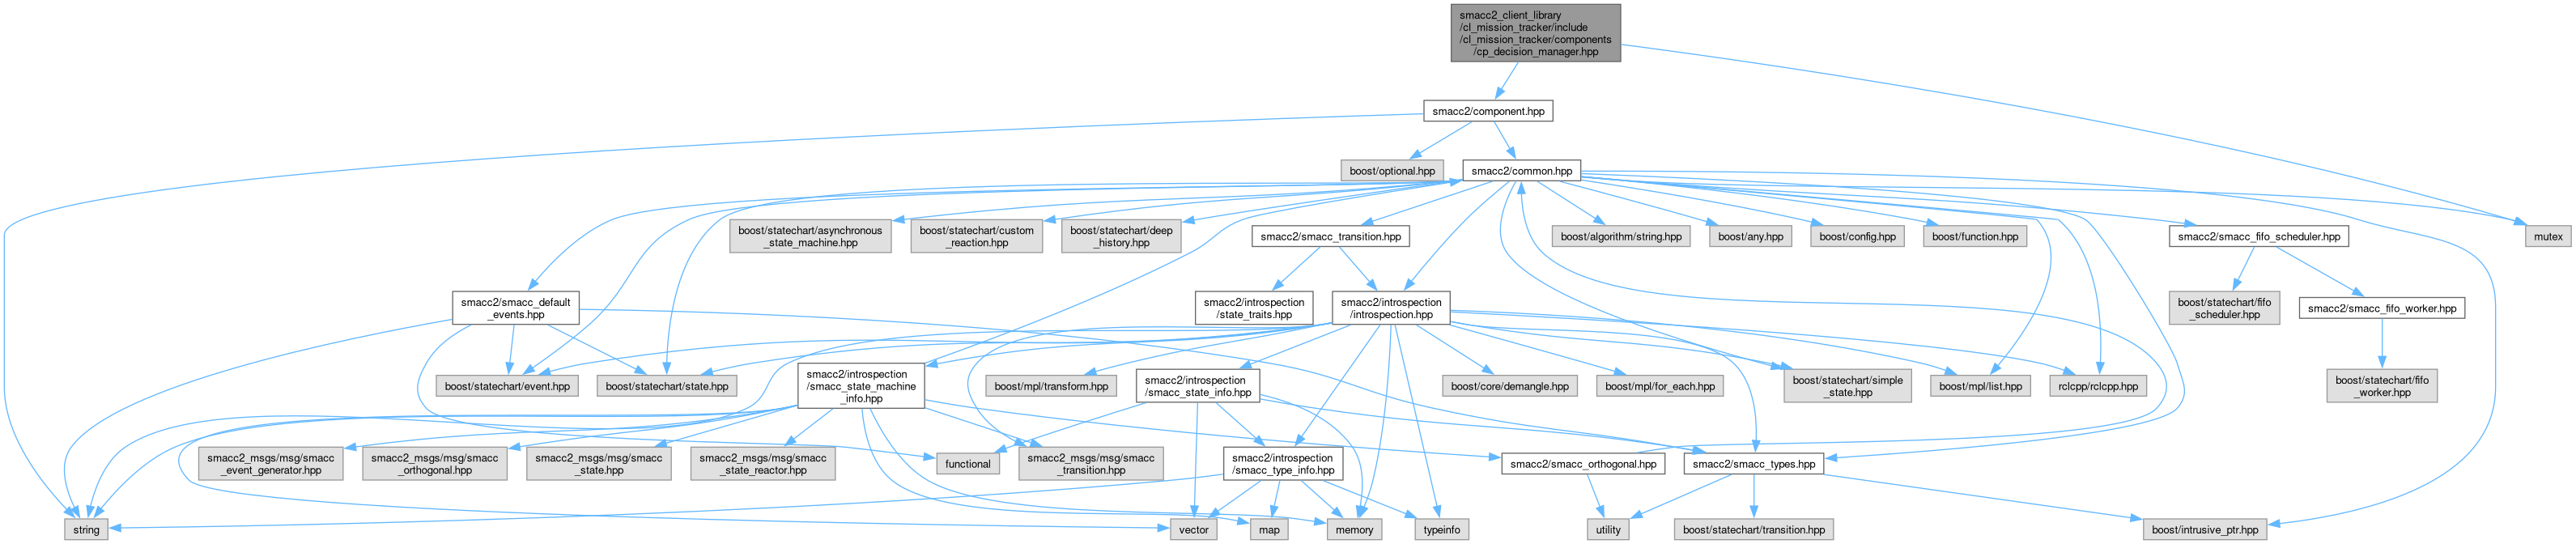 smacc2_client_library
/cl_mission_tracker/include
/cl_mission_tracker/components
/cp_decision_manager.hpp
smacc2/component.hpp
boost/optional.hpp
smacc2/common.hpp
boost/statechart/asynchronous
_state_machine.hpp
boost/statechart/custom
_reaction.hpp
boost/statechart/deep
_history.hpp
smacc2/smacc_transition.hpp
boost/algorithm/string.hpp
boost/any.hpp
boost/config.hpp
boost/function.hpp
smacc2/smacc_fifo_scheduler.hpp
mutex
smacc2/smacc_default
_events.hpp
smacc2/introspection
/state_traits.hpp
smacc2/introspection
/introspection.hpp
boost/statechart/fifo
_scheduler.hpp
smacc2/smacc_fifo_worker.hpp
boost/statechart/event.hpp
boost/statechart/state.hpp
smacc2/introspection
/smacc_state_machine
_info.hpp
boost/mpl/transform.hpp
smacc2/introspection
/smacc_state_info.hpp
boost/core/demangle.hpp
boost/mpl/for_each.hpp
boost/statechart/simple
_state.hpp
boost/mpl/list.hpp
rclcpp/rclcpp.hpp
boost/statechart/fifo
_worker.hpp
smacc2_msgs/msg/smacc
_event_generator.hpp
smacc2_msgs/msg/smacc
_orthogonal.hpp
smacc2_msgs/msg/smacc
_state.hpp
smacc2_msgs/msg/smacc
_state_reactor.hpp
functional
smacc2_msgs/msg/smacc
_transition.hpp
smacc2/introspection
/smacc_type_info.hpp
smacc2/smacc_orthogonal.hpp
smacc2/smacc_types.hpp
string
vector
map
memory
typeinfo
utility
boost/statechart/transition.hpp
boost/intrusive_ptr.hpp